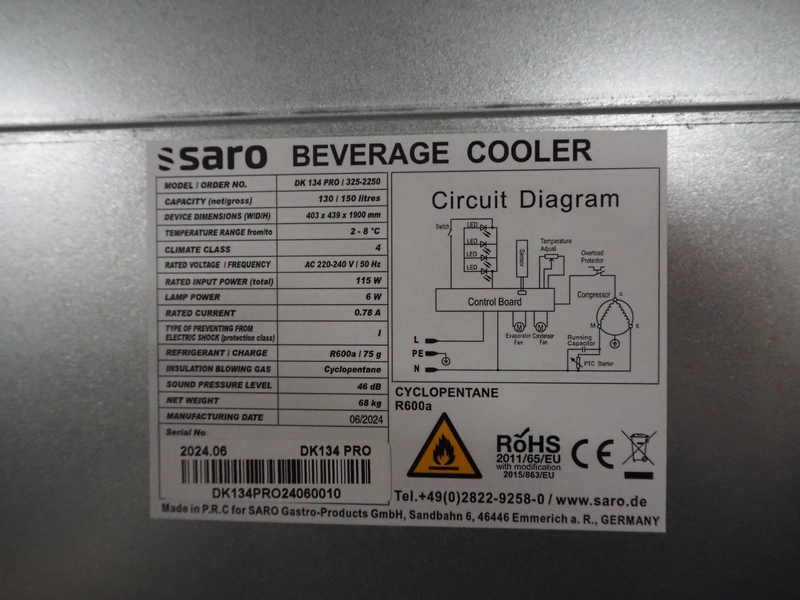 saro BEVERAGE COOLER
MODEL / ORDER NO. DK 134 PRO / 325-2250
CAPACITY (net/gross) 130 / 150 litres
DEVICE DIMENSIONS (W/D/H) 403 x 439 x 1900 mm
TEMPERATURE RANGE from/to 2 - 8 °C
CLIMATE CLASS 4
RATED VOLTAGE / FREQUENCY AC 220-240 V / 50 Hz
RATED INPUT POWER (total) 115 W
LAMP POWER 6 W
RATED CURRENT 0.78 A
TYPE OF PREVENTING FROM
ELECTRIC SHOCK (protection class) I
REFRIGERANT / CHARGE R600a / 75 g
INSULATION BLOWING GAS Cyclopentane
SOUND PRESSURE LEVEL 46 dB
NET WEIGHT 68 kg
MANUFACTURING DATE 06/2024
Serial No
2024.06 DK134 PRO
DK134PRO24060010
Circuit Diagram
Switch
LED
LED
LED
LED
Sensor
Temperature
Adjust
Overload
Protector
Control Board
Compressor
C
M
S
L
PE
N
M
M
Evaporator
Fan
Condenser
Fan
Running
Capacitor
PTC Starter
CYCLOPENTANE
R600a
RoHS
2011/65/EU
with modification
2015/863/EU
CE
Tel.+49(0)2822-9258-0 / www.saro.de
Made in P.R.C for SARO Gastro-Products GmbH, Sandbahn 6, 46446 Emmerich a. R., GERMANY